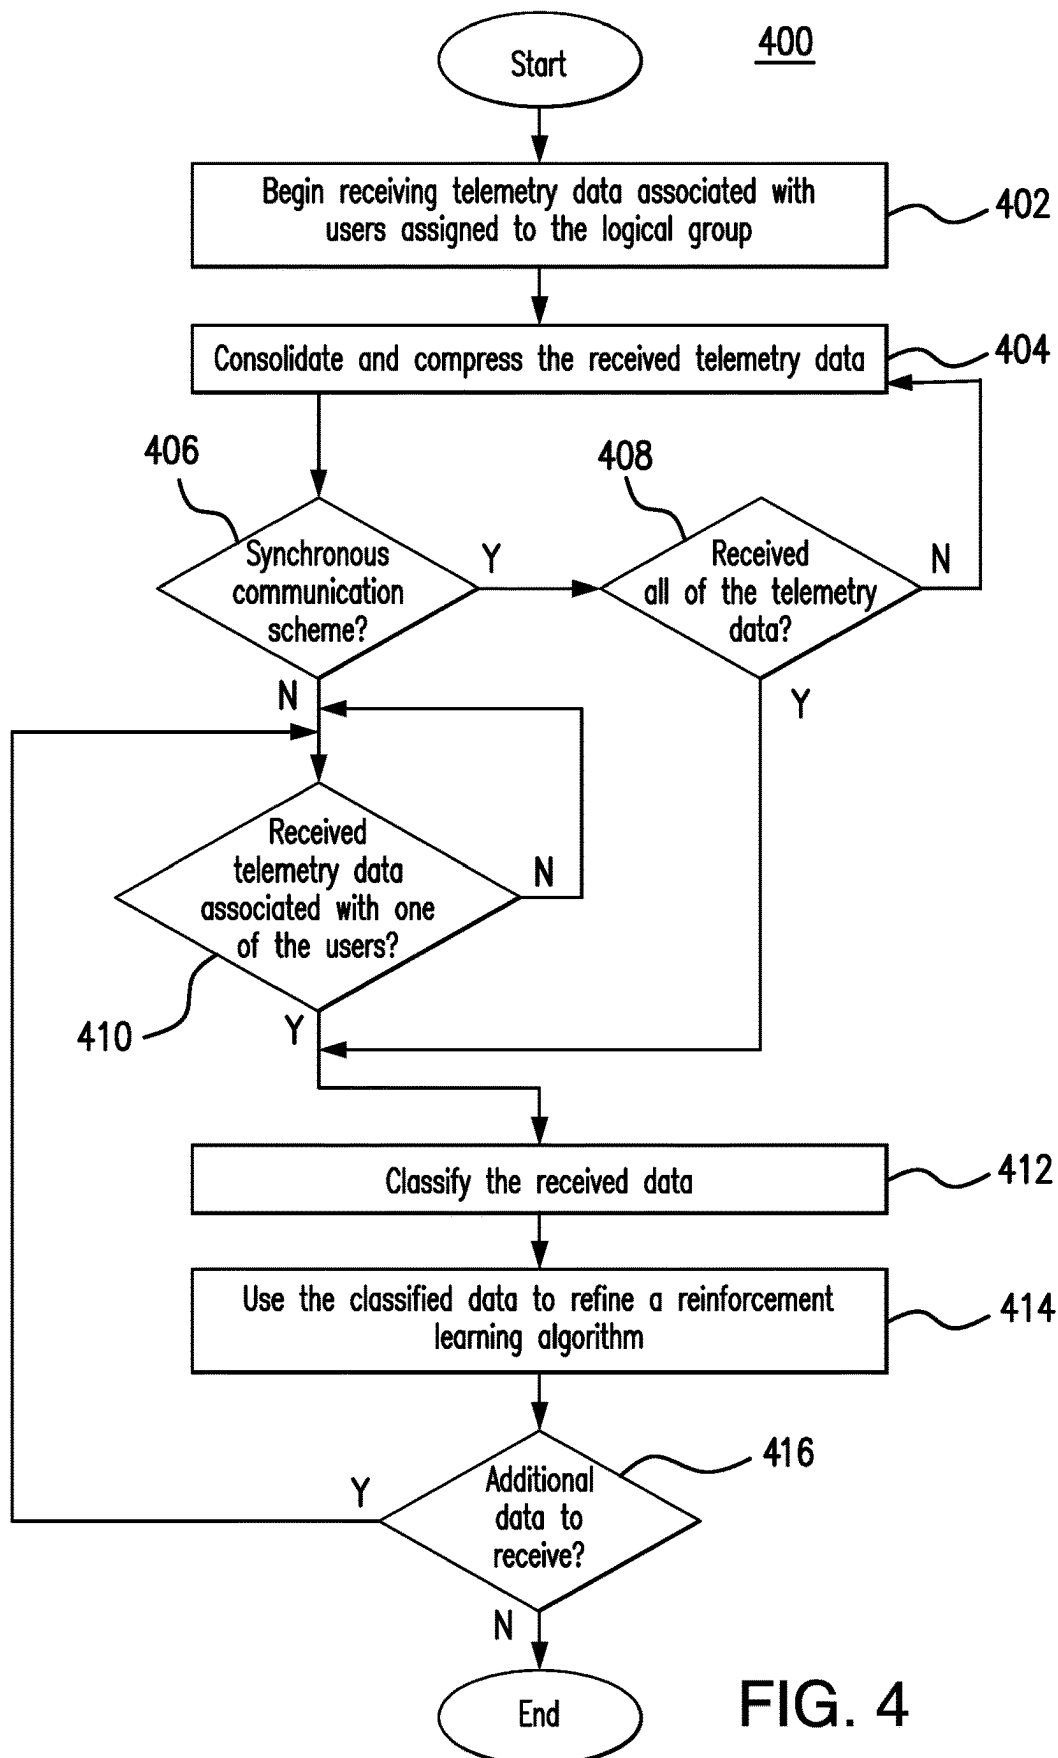 Start
400
Begin receiving telemetry data associated with
users assigned to the logical group
402
Consolidate and compress the received telemetry data
404
406
408
Synchronous
communication
scheme?
Y
Received
all of the telemetry
data?
N
N
Y
Received
telemetry data
associated with one
of the users?
N
410
Y
Classify the received data
412
Use the classified data to refine a reinforcement
learning algorithm
414
416
Y
Additional
data to
receive?
N
End
FIG. 4